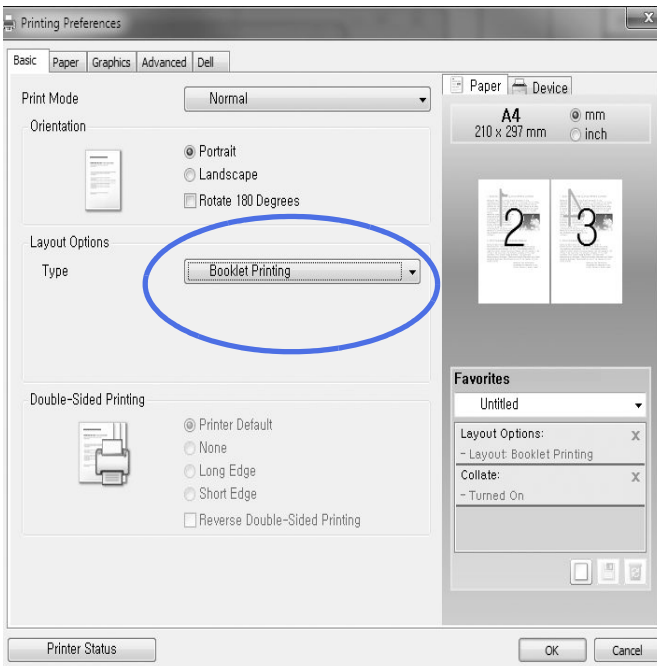 Printing Preferences
X
Basic Paper Graphics Advanced Dell
Print Mode Normal
Orientation
Portrait
Landscape
Rotate 180 Degrees
Layout Options
Type Booklet Printing
Double-Sided Printing
Printer Default
None
Long Edge
Short Edge
Reverse Double-Sided Printing
Paper Device
A4 mm
210 x 297 mm inch
2 3
Favorites
Untitled
Layout Options: X
- Layout: Booklet Printing
Collate: X
- Turned On
Printer Status OK Cancel